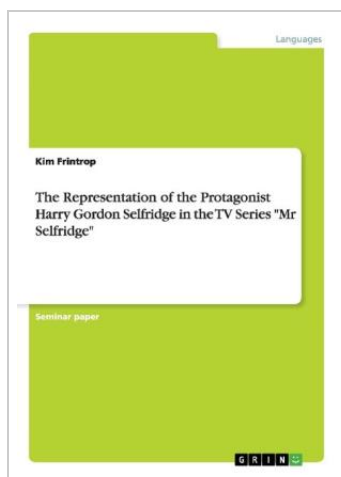 Languages
Kim Frintrop
The Representation of the Protagonist
Harry Gordon Selfridge in the TV Series "Mr
Selfridge"
Seminar paper
GRIN